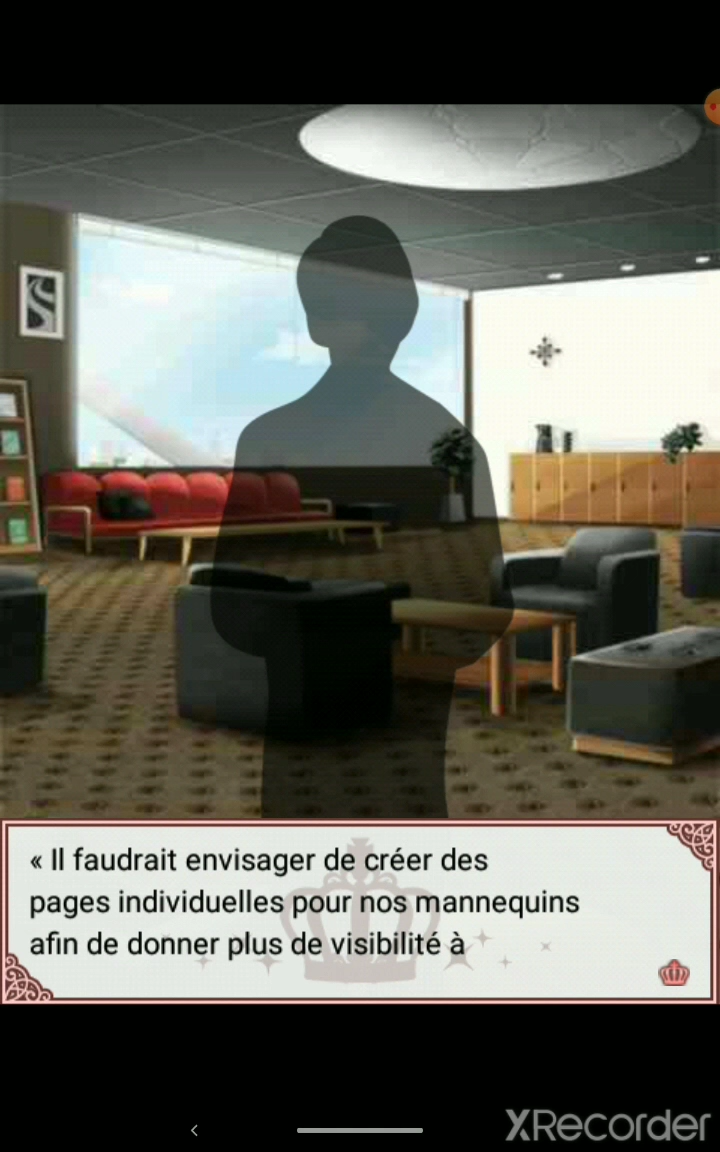 « Il faudrait envisager de créer des
pages individuelles pour nos mannequins
afin de donner plus de visibilité à
XRecorder